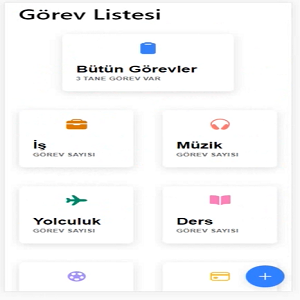 Görev Listesi
Bütün Görevler
3 TANE GÖREV VAR
İş
GÖREV SAYISI
Müzik
GÖREV SAYISI
Yolculuk
GÖREV SAYISI
Ders
GÖREV SAYISI